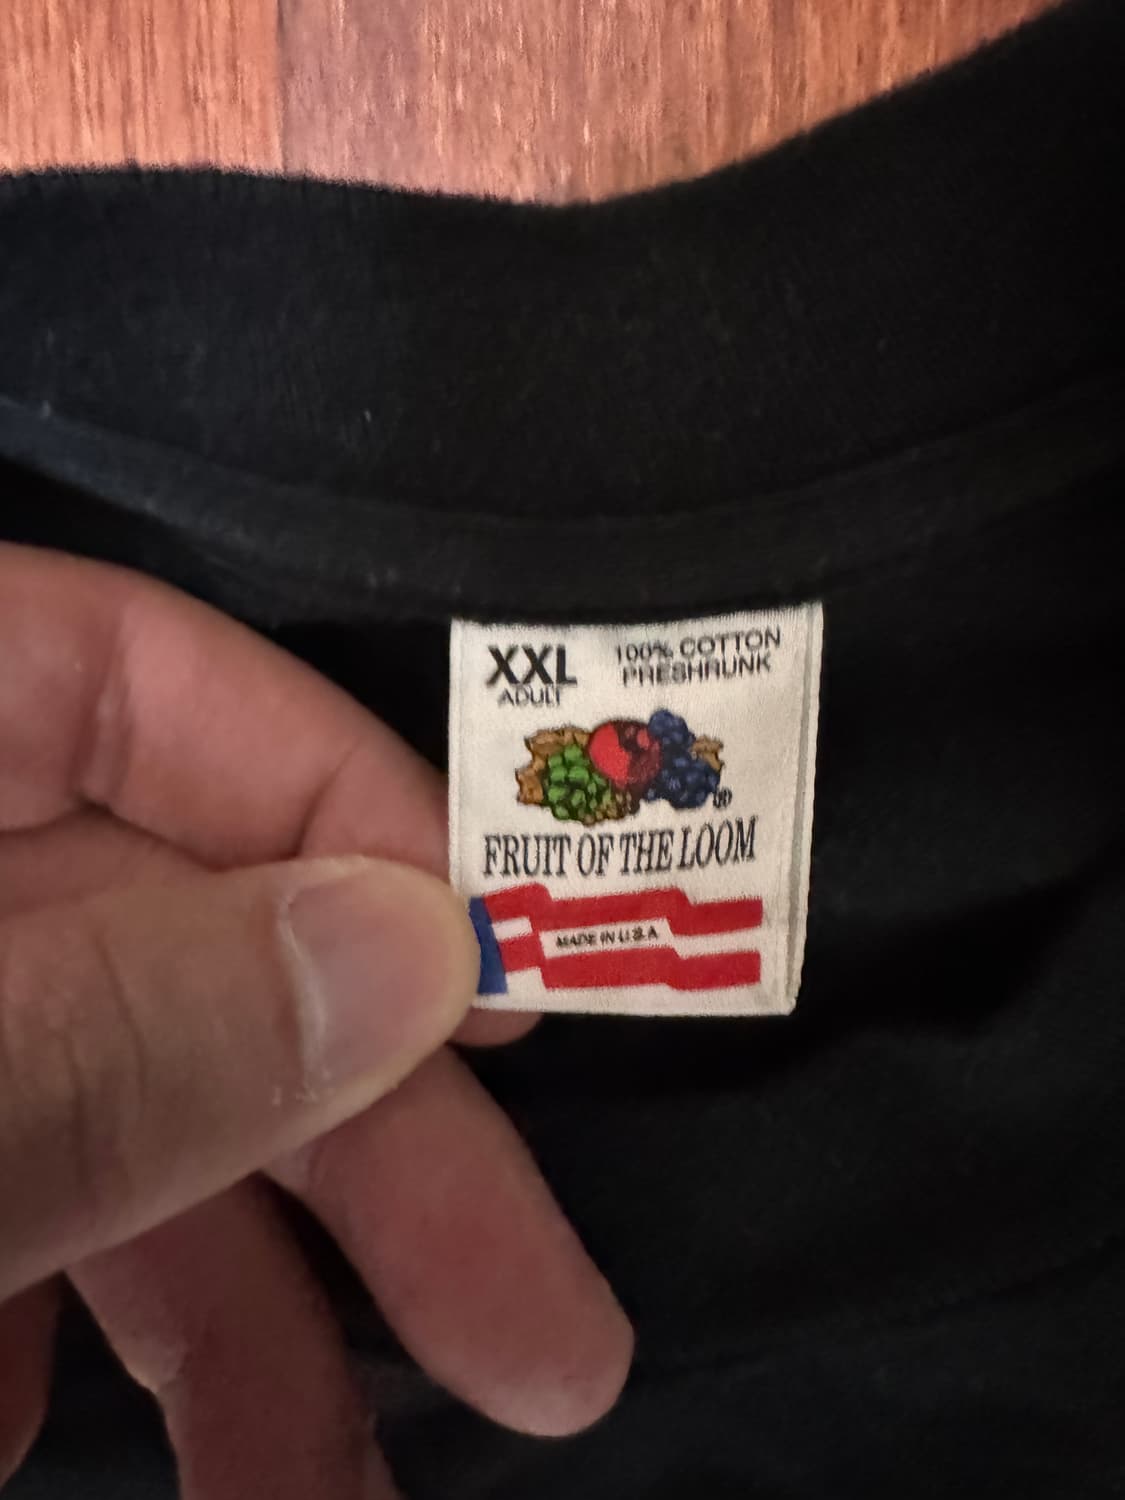 XXL
ADULT
100% COTTON
PRESHRUNK
®
FRUIT OF THE LOOM
MADE IN U.S.A